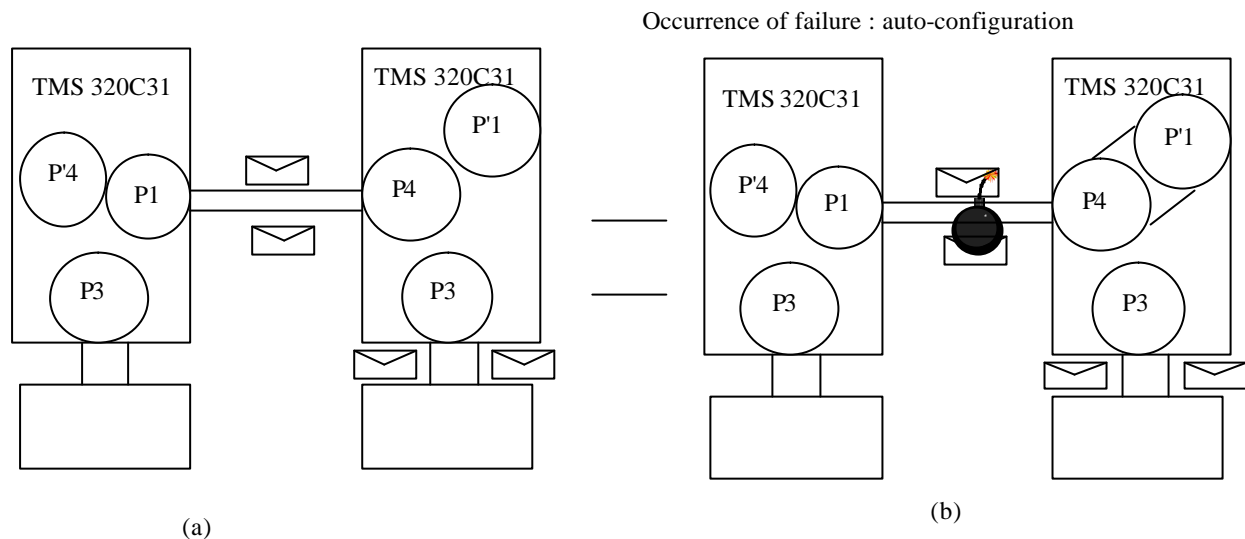 Occurrence of failure : auto-configuration
TMS 320C31
P'4
P1
P3
TMS 320C31
P'1
P4
P3
(a)
TMS 320C31
P'4
P1
P3
TMS 320C31
P'1
P4
P3
(b)